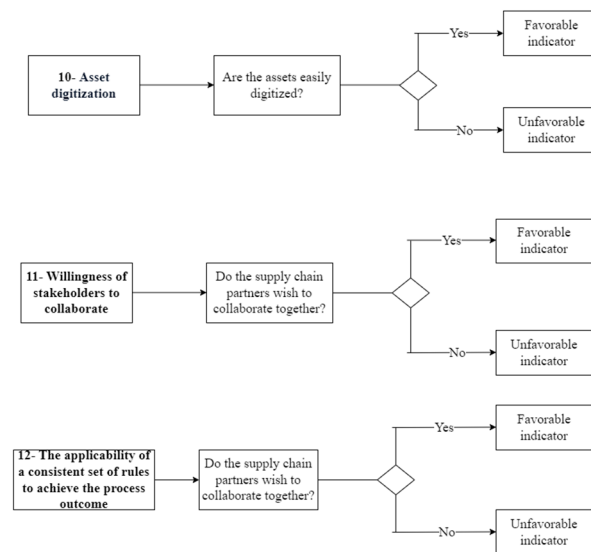 10- Asset
digitization
Are the assets easily
digitized?
Yes
Favorable
indicator
No
Unfavorable
indicator
11- Willingness of
stakeholders to
collaborate
Do the supply chain
partners wish to
collaborate together?
Yes
Favorable
indicator
No
Unfavorable
indicator
12- The applicability of
a consistent set of rules
to achieve the process
outcome
Do the supply chain
partners wish to
collaborate together?
Yes
Favorable
indicator
No
Unfavorable
indicator